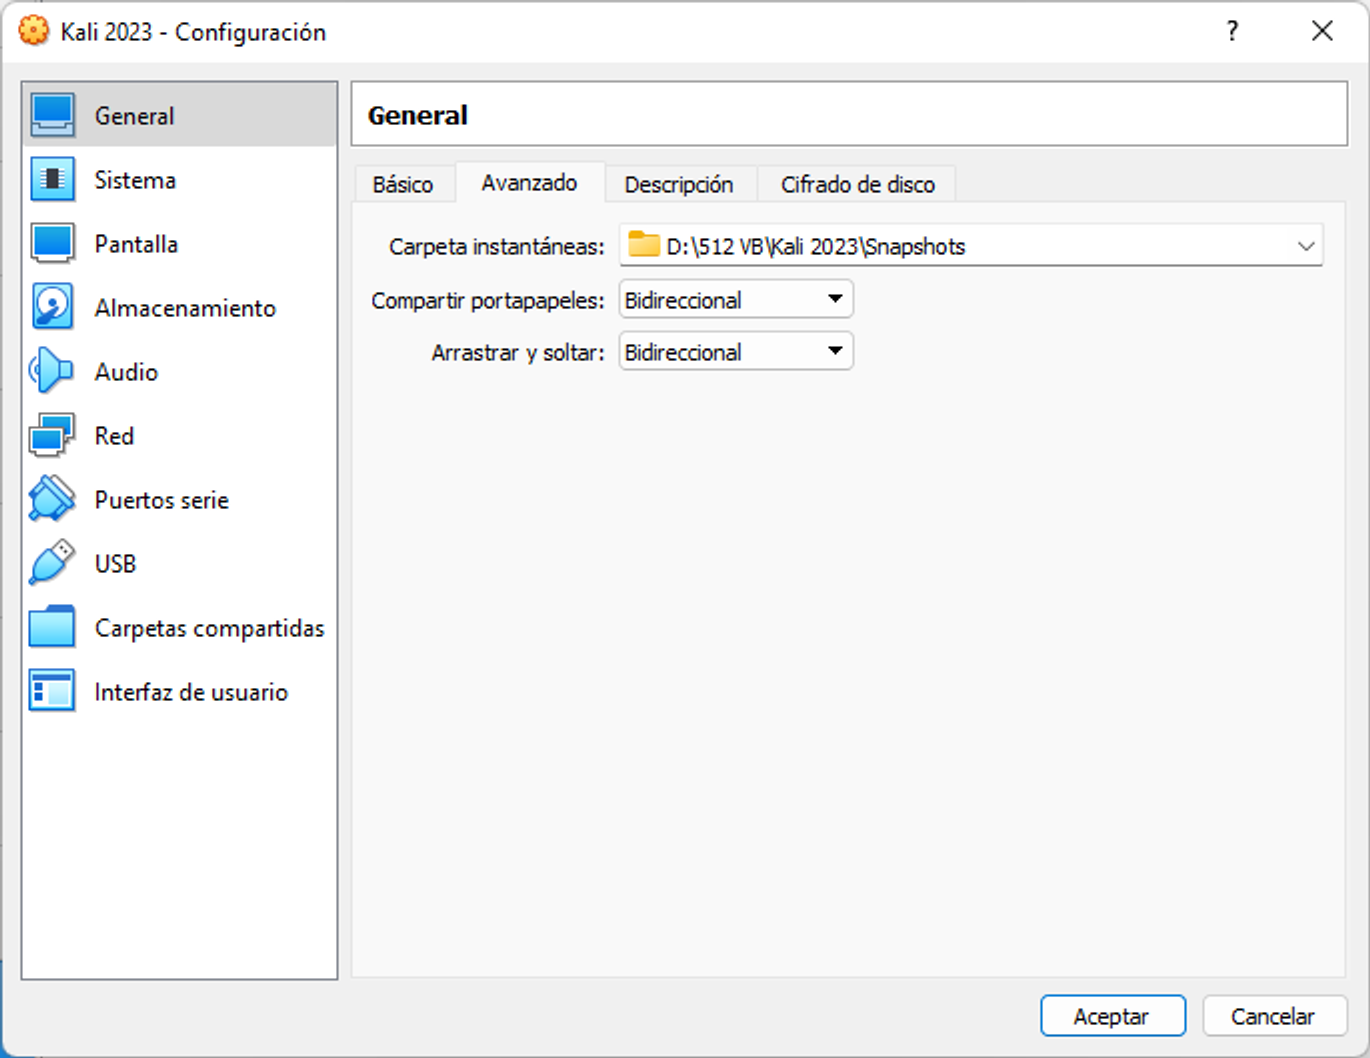 Kali 2023 - Configuración
?
General
Sistema
Pantalla
Almacenamiento
Audio
Red
Puertos serie
USB
Carpetas compartidas
Interfaz de usuario
General
Básico Avanzado Descripción Cifrado de disco
Carpeta instantáneas: D:\512 VB\Kali 2023\Snapshots
Compartir portapapeles: Bidireccional
Arrastrar y soltar: Bidireccional
Aceptar Cancelar